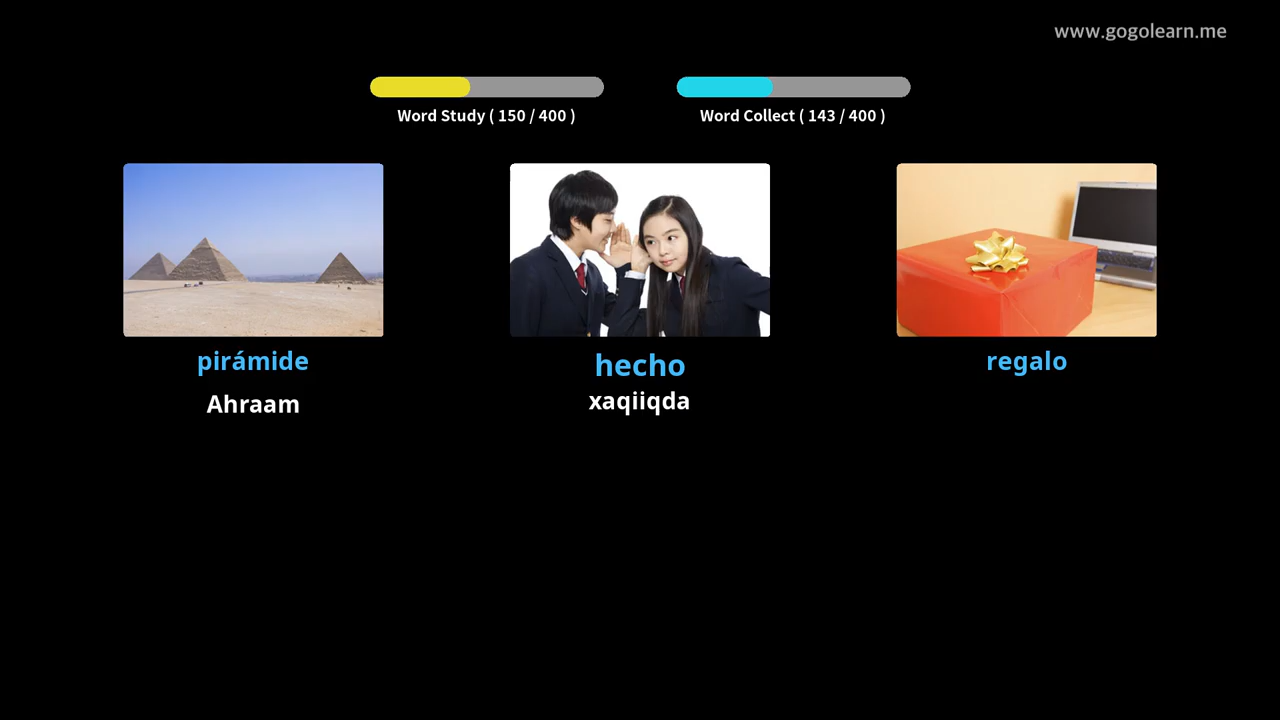 www.gogolearn.me
Word Study ( 150 / 400 )
Word Collect ( 143 / 400 )
pirámide
Ahraam
hecho
xaqiiqda
regalo